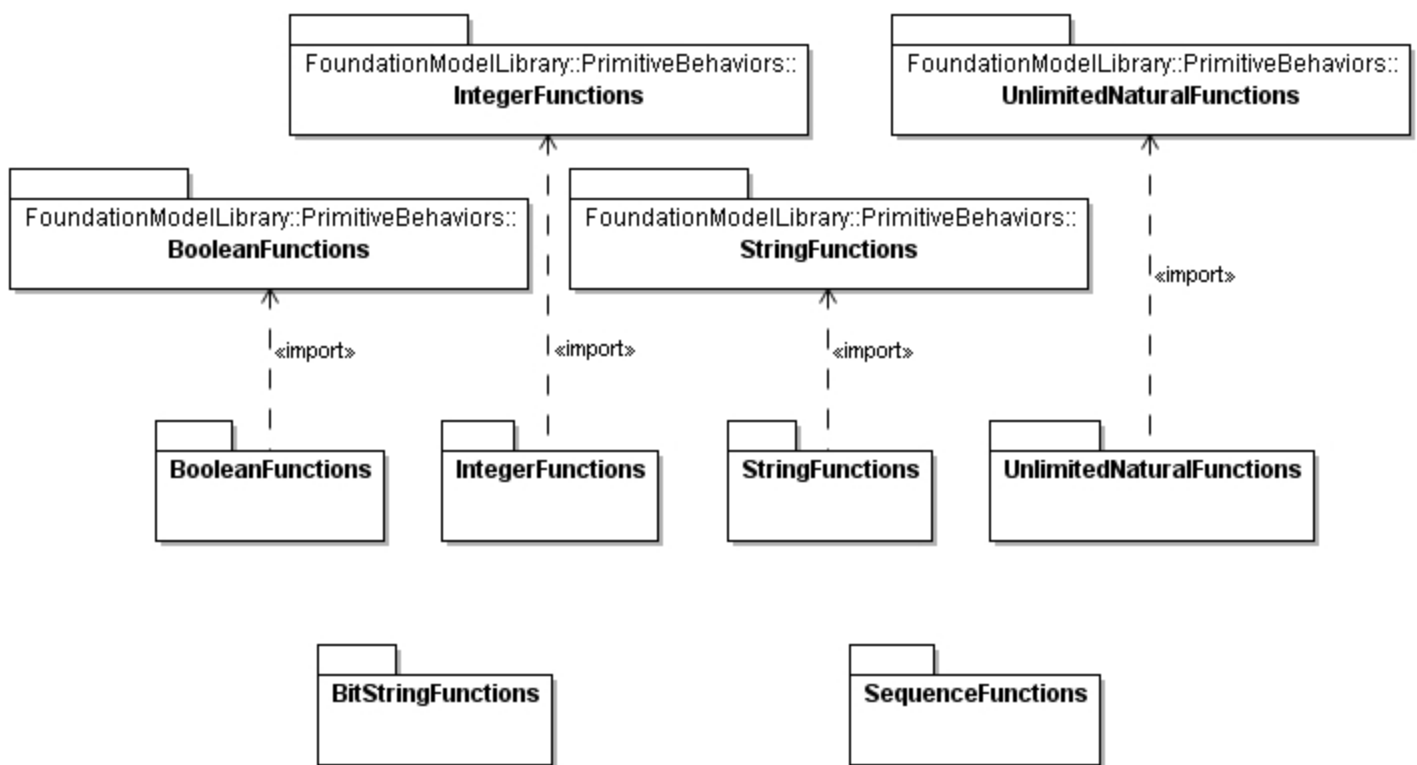 FoundationModelLibrary::PrimitiveBehaviors::
IntegerFunctions
FoundationModelLibrary::PrimitiveBehaviors::
UnlimitedNaturalFunctions
FoundationModelLibrary::PrimitiveBehaviors::
BooleanFunctions
FoundationModelLibrary::PrimitiveBehaviors::
StringFunctions
«import»
«import»
«import»
«import»
BooleanFunctions
IntegerFunctions
StringFunctions
UnlimitedNaturalFunctions
BitStringFunctions
SequenceFunctions